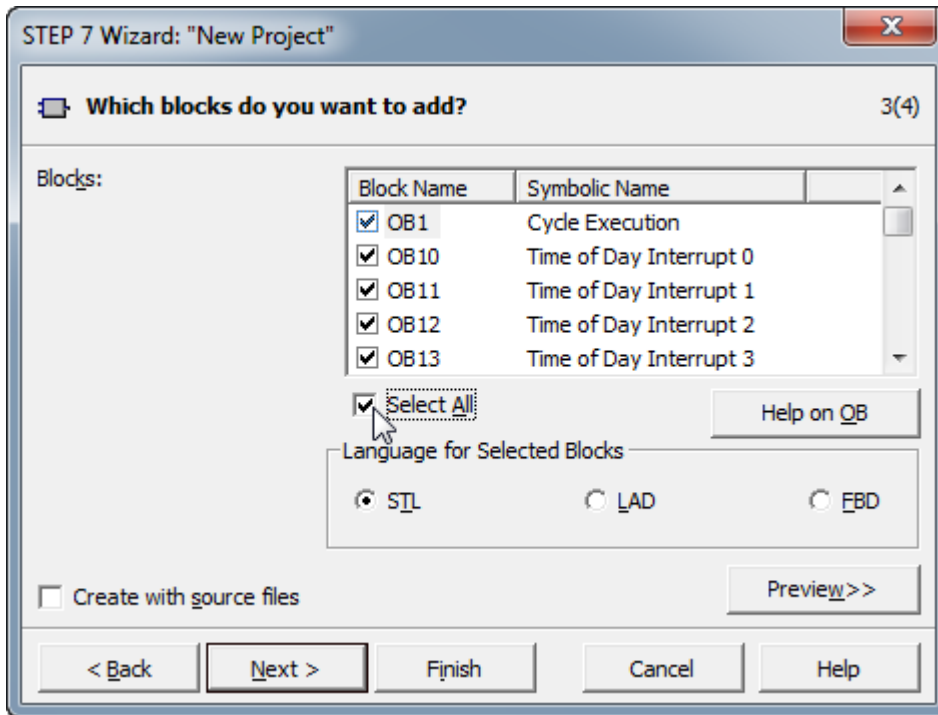 STEP 7 Wizard: "New Project"
Which blocks do you want to add? 3(4)
Blocks:
Block Name Symbolic Name
OB1 Cycle Execution
OB10 Time of Day Interrupt 0
OB11 Time of Day Interrupt 1
OB12 Time of Day Interrupt 2
OB13 Time of Day Interrupt 3
Select All
Help on OB
Language for Selected Blocks
STL LAD FBD
Create with source files
Preview>>
< Back Next > Finish Cancel Help